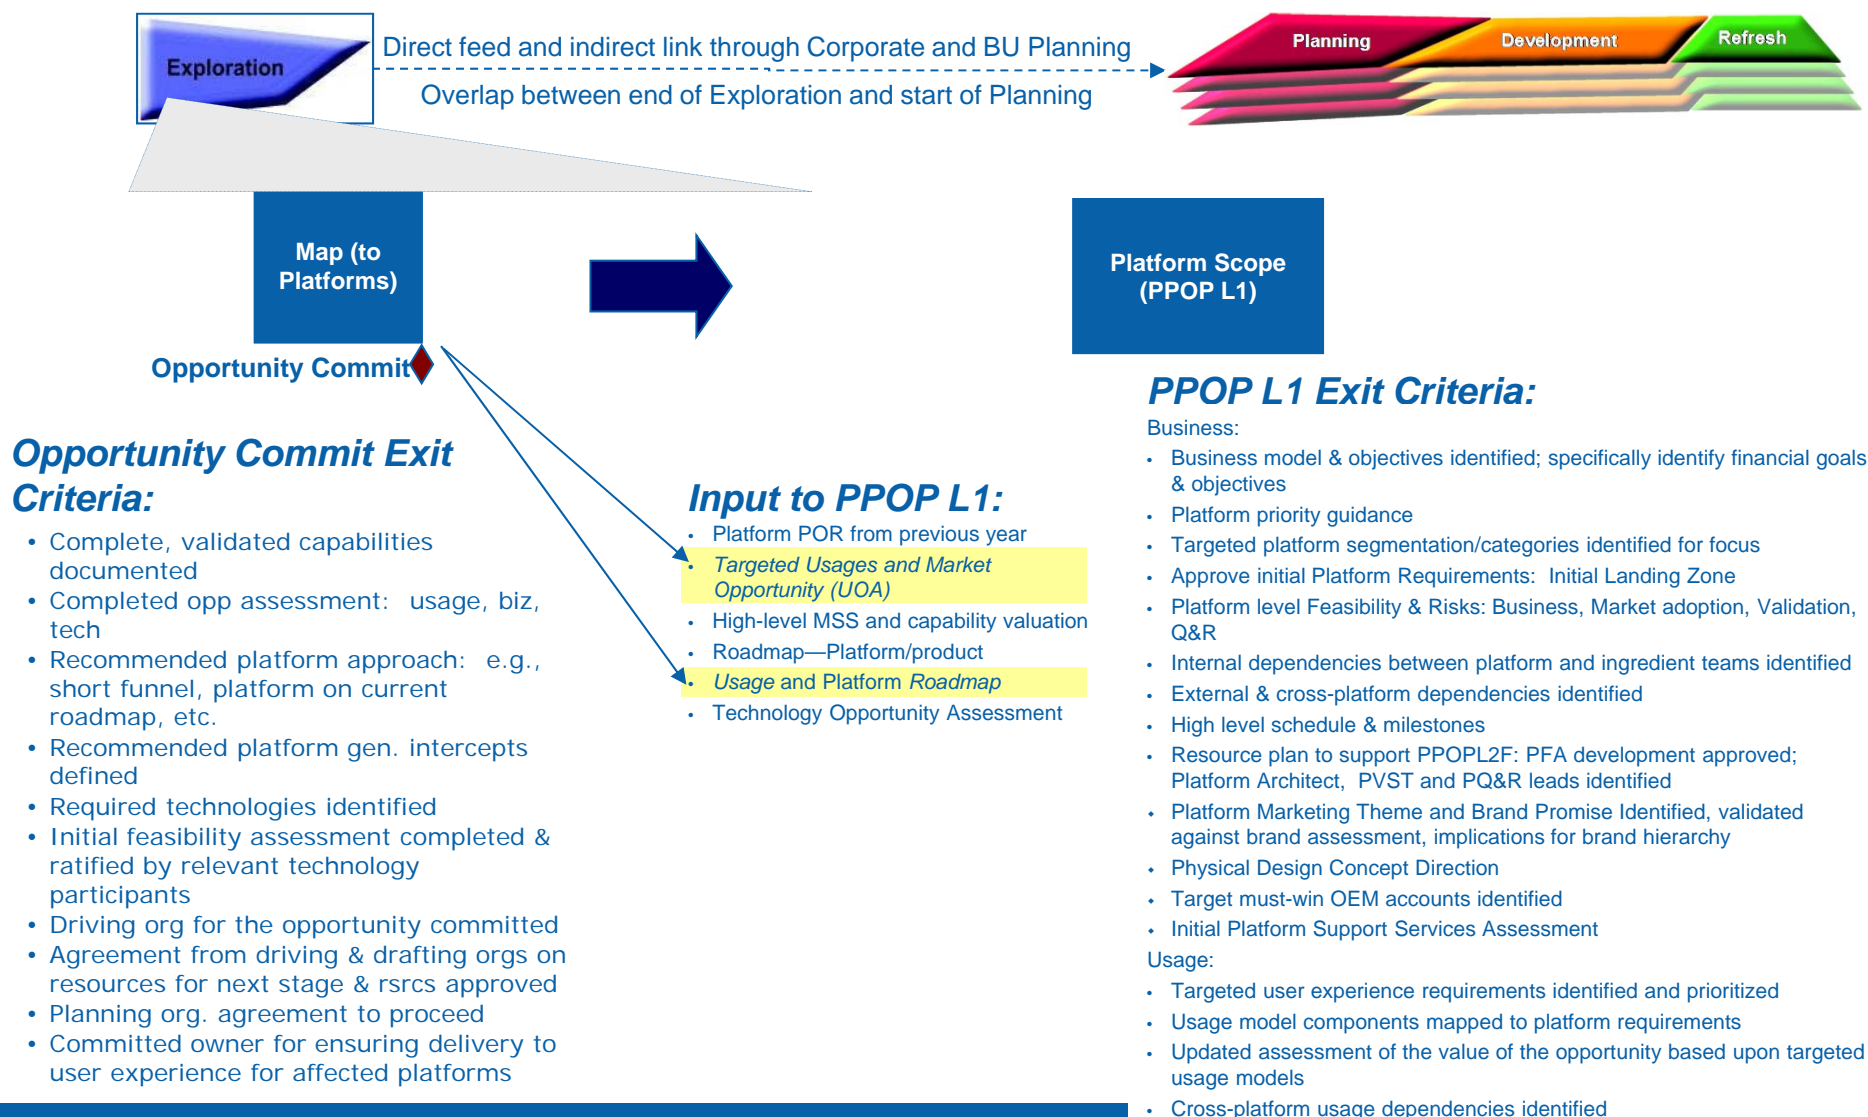 Exploration
Direct feed and indirect link through Corporate and BU Planning
Overlap between end of Exploration and start of Planning
Planning
Development
Refresh
Map (to
Platforms)
Platform Scope
(PPOP L1)
Opportunity Commit
Opportunity Commit Exit
Criteria:
• Complete, validated capabilities
documented
• Completed opp assessment: usage, biz,
tech
• Recommended platform approach: e.g.,
short funnel, platform on current
roadmap, etc.
• Recommended platform gen. intercepts
defined
• Required technologies identified
• Initial feasibility assessment completed &
ratified by relevant technology
participants
• Driving org for the opportunity committed
• Agreement from driving & drafting orgs on
resources for next stage & rsrcs approved
• Planning org. agreement to proceed
• Committed owner for ensuring delivery to
user experience for affected platforms
Input to PPOP L1:
• Platform POR from previous year
• Targeted Usages and Market
Opportunity (UOA)
• High-level MSS and capability valuation
• Roadmap—Platform/product
• Usage and Platform Roadmap
• Technology Opportunity Assessment
PPOP L1 Exit Criteria:
Business:
• Business model & objectives identified; specifically identify financial goals
& objectives
• Platform priority guidance
• Targeted platform segmentation/categories identified for focus
• Approve initial Platform Requirements: Initial Landing Zone
• Platform level Feasibility & Risks: Business, Market adoption, Validation,
Q&R
• Internal dependencies between platform and ingredient teams identified
• External & cross-platform dependencies identified
• High level schedule & milestones
• Resource plan to support PPOPL2F: PFA development approved;
Platform Architect, PVST and PQ&R leads identified
• Platform Marketing Theme and Brand Promise Identified, validated
against brand assessment, implications for brand hierarchy
• Physical Design Concept Direction
• Target must-win OEM accounts identified
• Initial Platform Support Services Assessment
Usage:
• Targeted user experience requirements identified and prioritized
• Usage model components mapped to platform requirements
• Updated assessment of the value of the opportunity based upon targeted
usage models
• Cross-platform usage dependencies identified